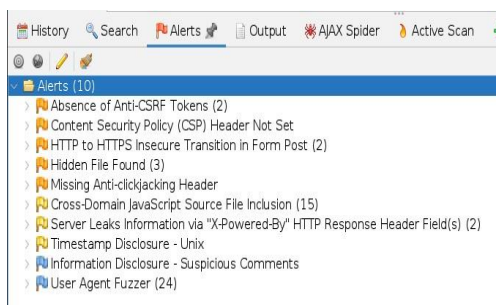 History Search Alerts Output AJAX Spider Active Scan
Alerts (10)
Absence of Anti-CSRF Tokens (2)
Content Security Policy (CSP) Header Not Set
HTTP to HTTPS Insecure Transition in Form Post (2)
Hidden File Found (3)
Missing Anti-clickjacking Header
Cross-Domain JavaScript Source File Inclusion (15)
Server Leaks Information via "X-Powered-By" HTTP Response Header Field(s) (2)
Timestamp Disclosure - Unix
Information Disclosure - Suspicious Comments
User Agent Fuzzer (24)